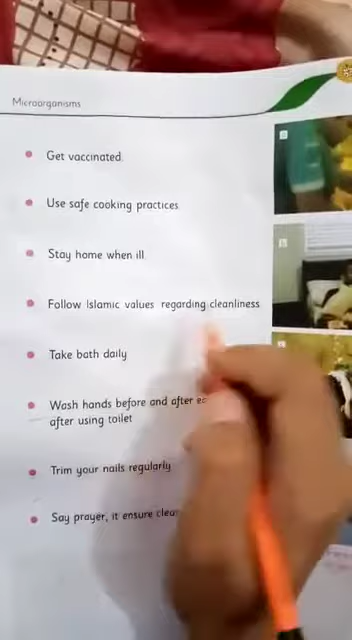 Microorganisms
Get vaccinated.
Use safe cooking practices
Stay home when ill
Follow Islamic values regarding cleanliness
Take bath daily
Wash hands before and after
after using toilet
Trim your nails regularly
Say prayer, it ensure